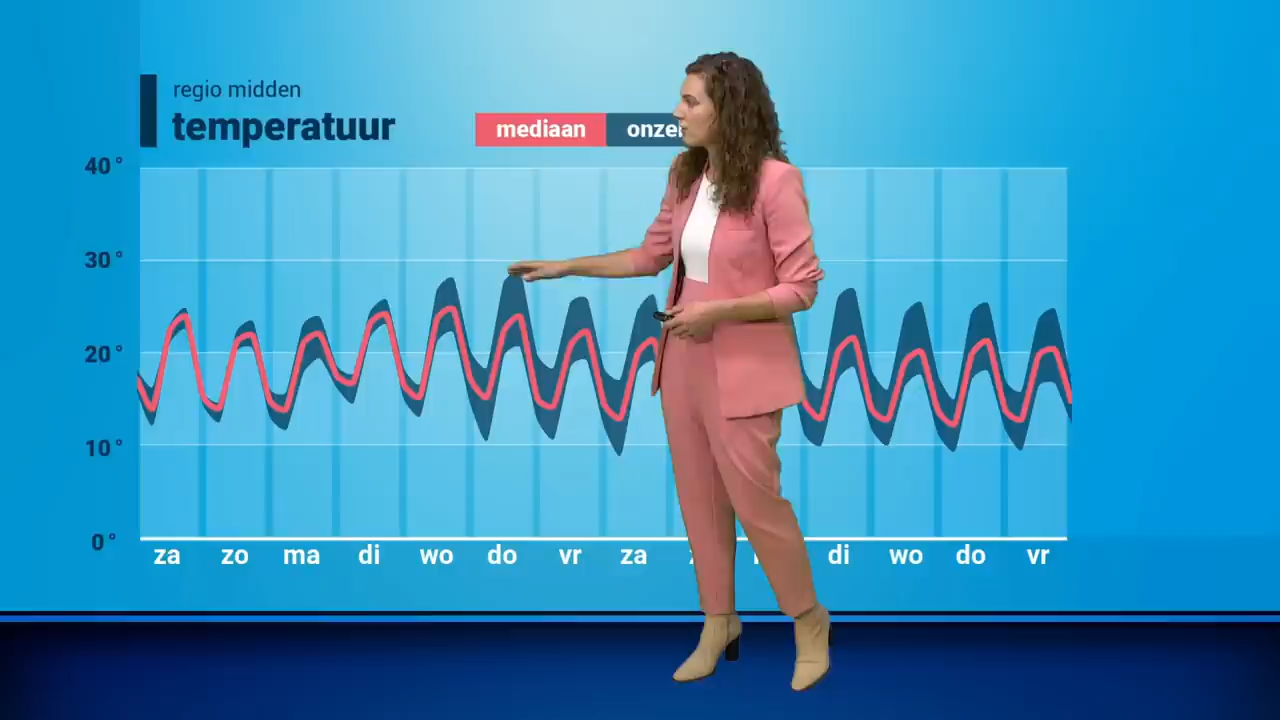 regio midden
temperatuur
mediaan
40°
30°
20°
10°
0°
za zo ma di wo do vr za di wo do vr